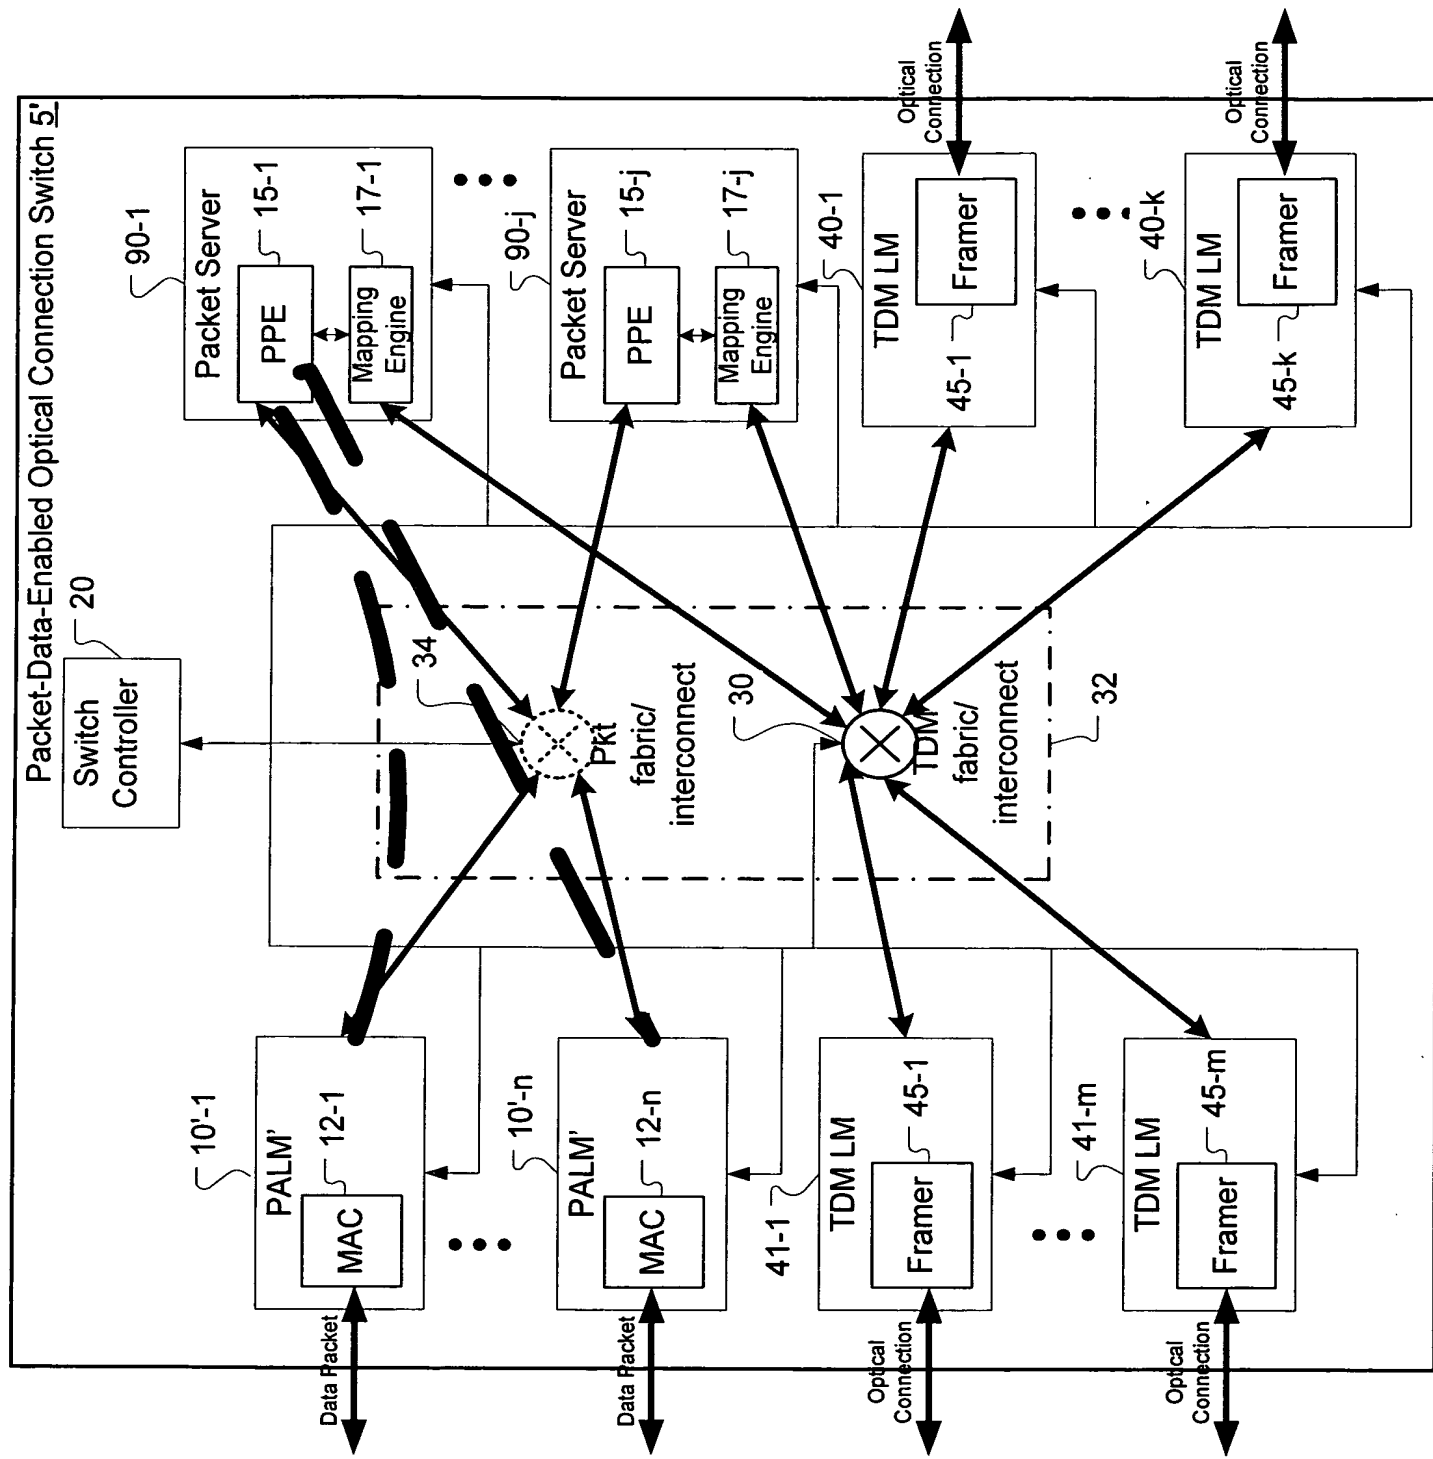 Packet-Data-Enabled Optical Connection Switch 5'
Switch
Controller
20
10'-1
PALM'
12-1
MAC
Data Packet
10'-n
PALM'
12-n
MAC
Data Packet
41-1
TDM LM
45-1
Framer
Optical
Connection
41-m
TDM LM
45-m
Framer
Optical
Connection
34
Pkt
fabric/
interconnect
30
TDM
fabric/
interconnect
32
90-1
Packet Server
15-1
PPE
17-1
Mapping
Engine
90-j
Packet Server
15-j
PPE
17-j
Mapping
Engine
40-1
TDM LM
45-1
Framer
Optical
Connection
40-k
TDM LM
45-k
Framer
Optical
Connection